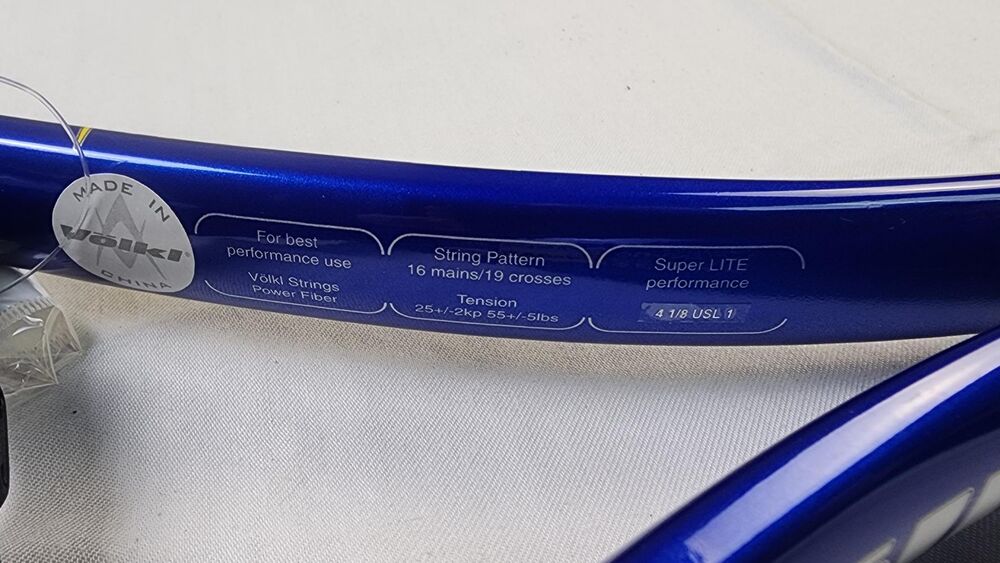 MADE IN
Völkl
CHINA
For best
performance use
Völkl Strings
Power Fiber
String Pattern
16 mains/19 crosses
Tension
25+/-2kp 55+/-5lbs
Super LITE
performance
4 1/8 USL 1